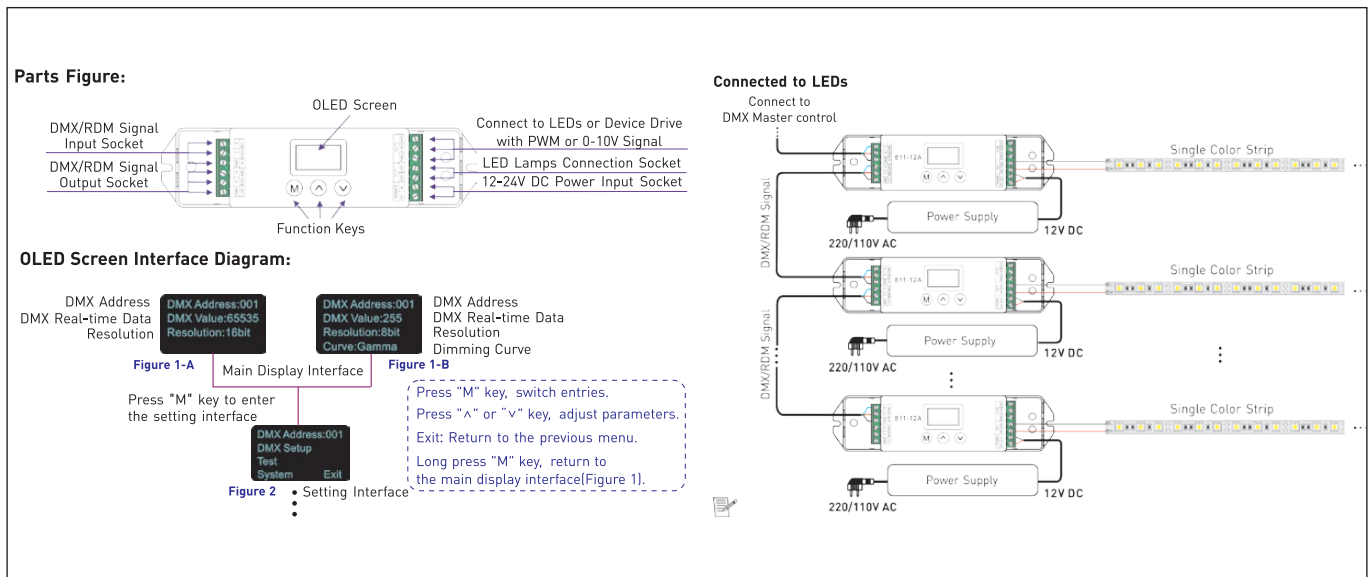 Parts Figure:
OLED Screen
DMX/RDM Signal
Input Socket
DMX/RDM Signal
Output Socket
Connect to LEDs or Device Drive
with PWM or 0-10V Signal
LED Lamps Connection Socket
12-24V DC Power Input Socket
M
Function Keys
OLED Screen Interface Diagram:
DMX Address
DMX Real-time Data
Resolution
DMX Address:001
DMX Value:65535
Resolution:16bit
Figure 1-A
DMX Address:001
DMX Value:255
Resolution:8bit
Curve:Gamma
Figure 1-B
DMX Address
DMX Real-time Data
Resolution
Dimming Curve
Main Display Interface
Press "M" key to enter
the setting interface
DMX Address:001
DMX Setup
Test
System Exit
Figure 2
Setting Interface
Press "M" key, switch entries.
Press "∧" or "∨" key, adjust parameters.
Exit: Return to the previous menu.
Long press "M" key, return to
the main display interface(Figure 1).
Connected to LEDs
Connect to
DMX Master control
811-12A
M
Single Color Strip
Power Supply
220/110V AC
12V DC
DMX/RDM Signal
811-12A
M
Single Color Strip
Power Supply
220/110V AC
12V DC
DMX/RDM Signal
811-12A
M
Single Color Strip
Power Supply
220/110V AC
12V DC